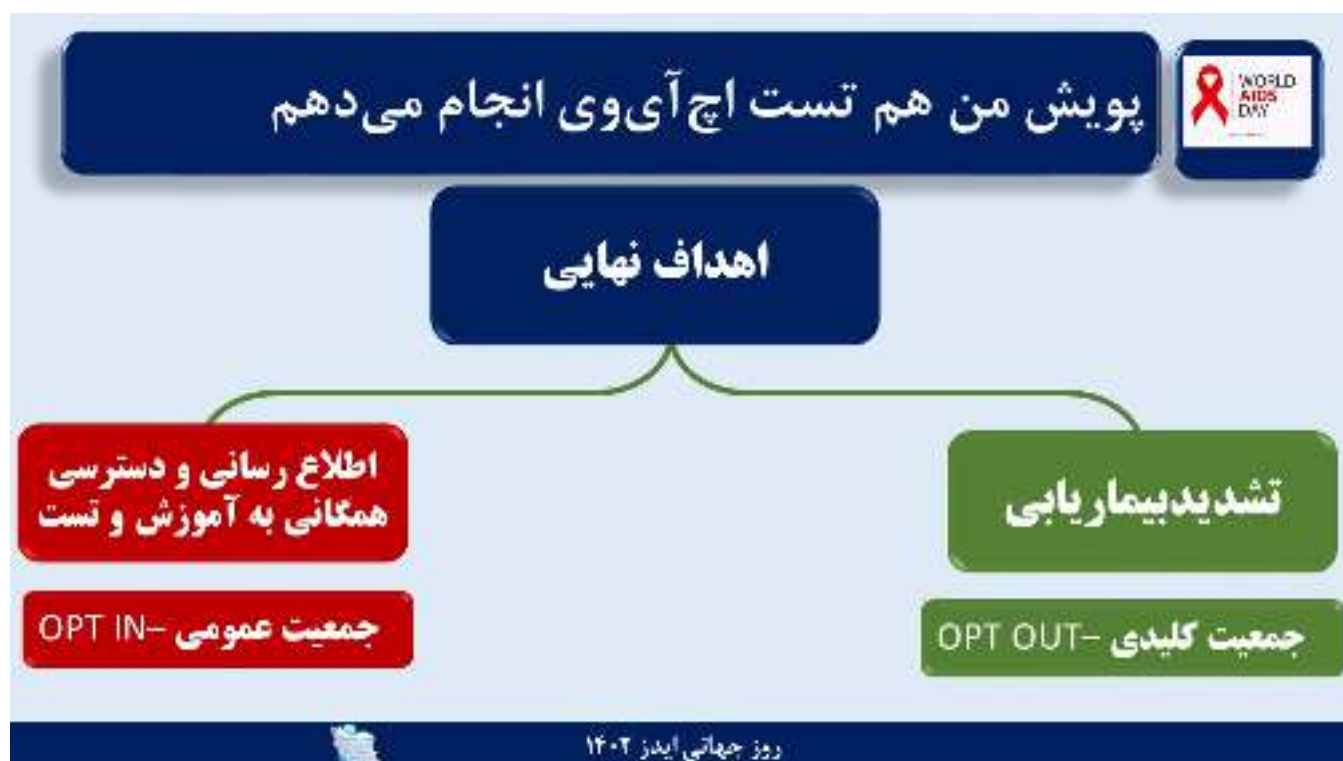 پویش من هم تست اچ‌آی‌وی انجام می‌دهم
WORLD
AIDS
DAY
اهداف نهایی
تشدیدبیماریابی
جمعیت کلیدی –OPT OUT
اطلاع رسانی و دسترسی
همگانی به آموزش و تست
جمعیت عمومی –OPT IN
روز جهانی ایدز ۱۴۰۲